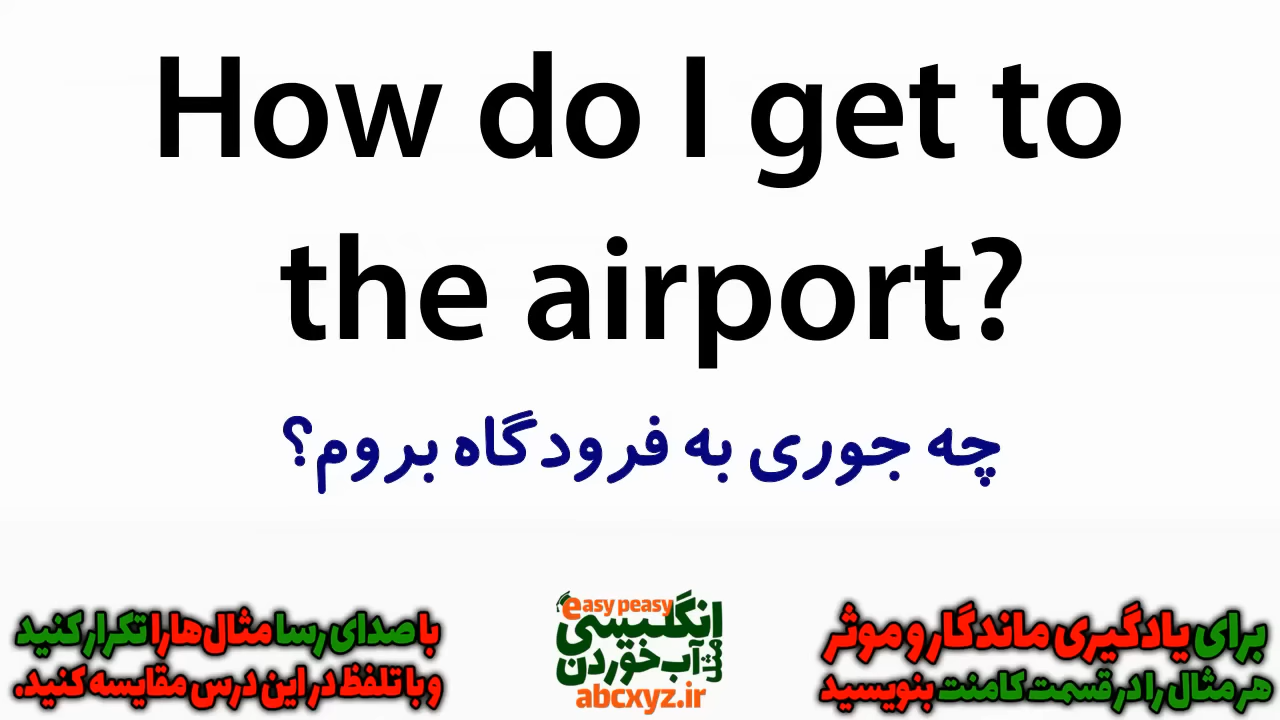 How do I get to
the airport?
چه جوری به فرودگاه بروم؟
برای یادگیری ماندگار و موثر
هر مثال را در قسمت کامنت بنویسید
easy peasy
انگلیسی
مثل آب خوردن
abcxyz.ir
با صدای رسا مثال‌ها را تکرار کنید
و با تلفظ در این درس مقایسه کنید.